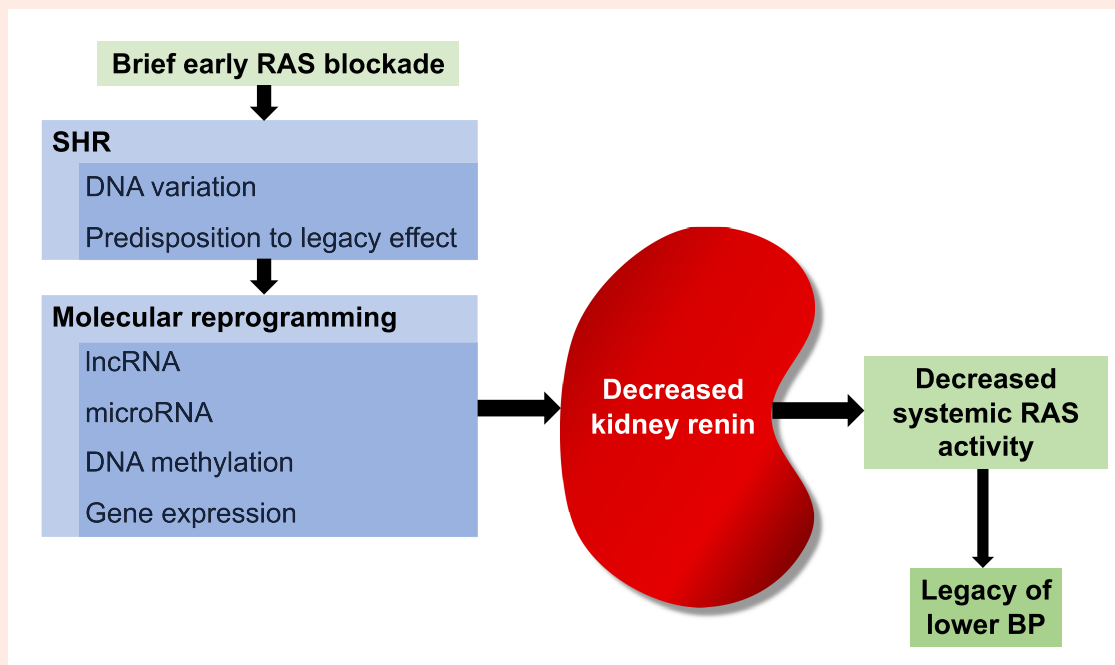 Brief early RAS blockade
SHR
DNA variation
Predisposition to legacy effect
Molecular reprogramming
lncRNA
microRNA
DNA methylation
Gene expression
Decreased
kidney renin
Decreased
systemic RAS
activity
Legacy of
lower BP